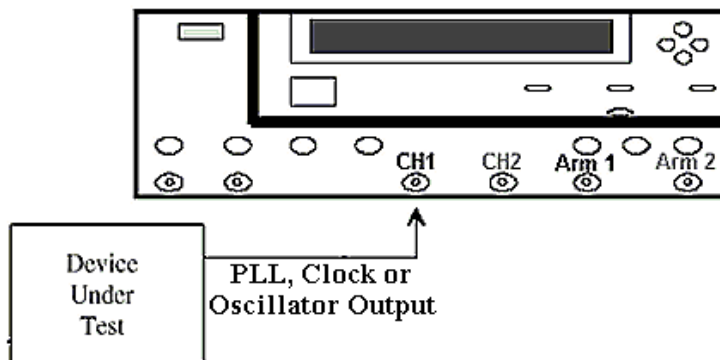 CH1 CH2 Arm 1 Arm 2
Device
Under
Test
PLL, Clock or
Oscillator Output